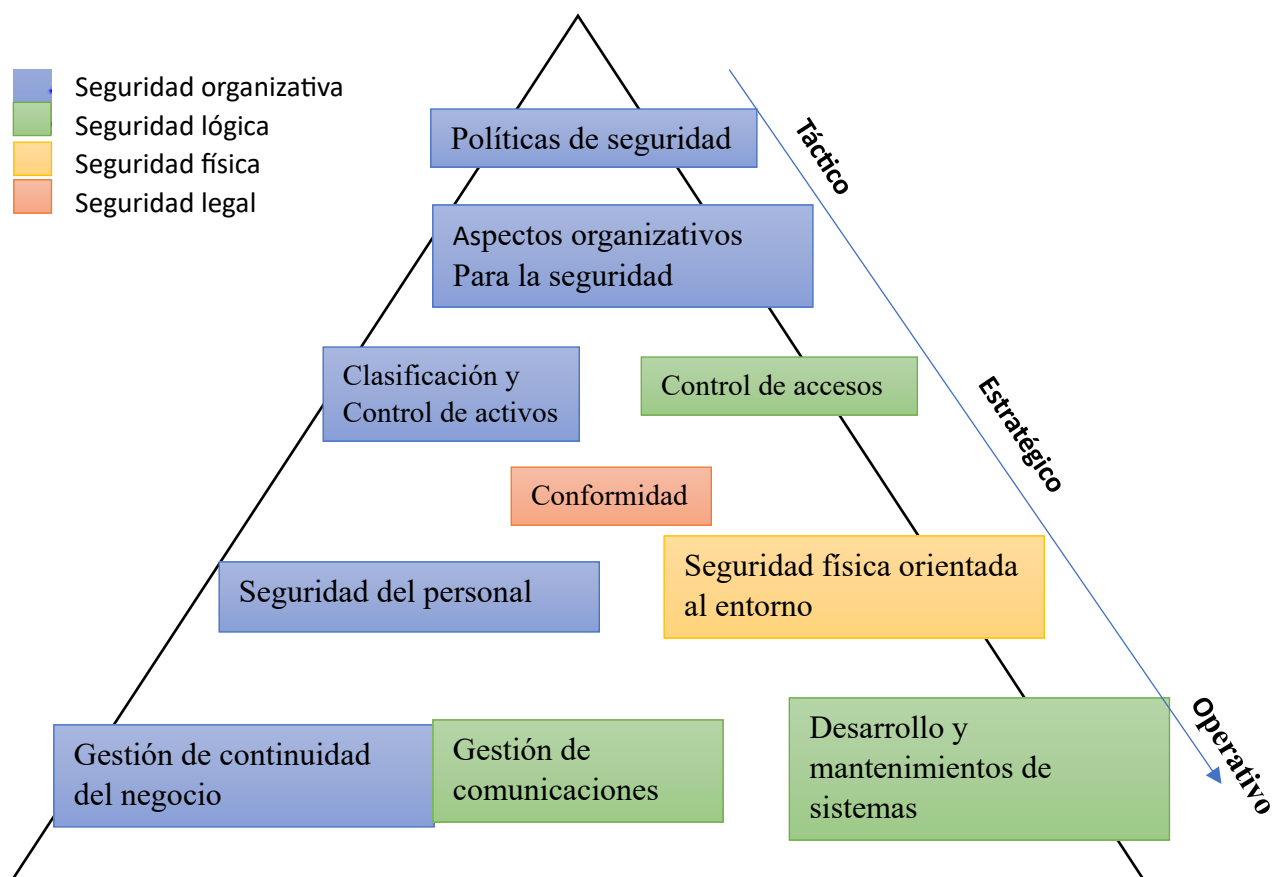 Seguridad organizativa
Seguridad lógica
Seguridad física
Seguridad legal
Políticas de seguridad
Táctico
Aspectos organizativos
Para la seguridad
Clasificación y
Control de activos
Control de accesos
Estratégico
Conformidad
Seguridad del personal
Seguridad física orientada
al entorno
Gestión de continuidad
del negocio
Gestión de
comunicaciones
Desarrollo y
mantenimientos de
sistemas
Operativo